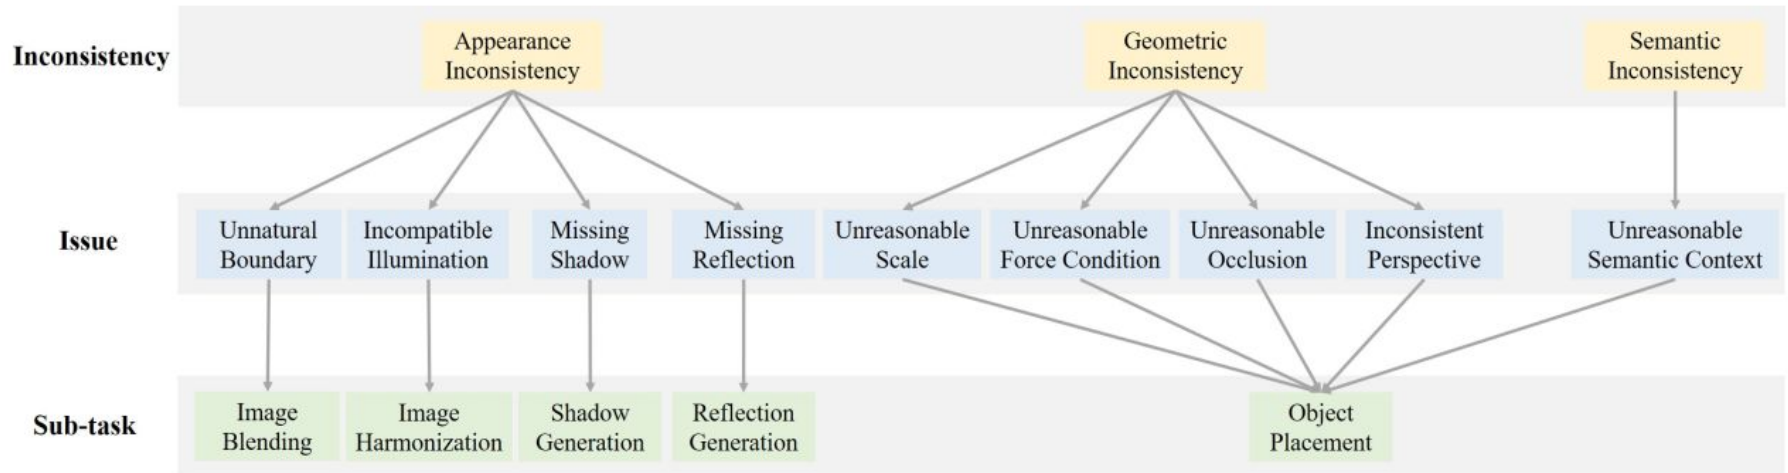 Inconsistency
Appearance
Inconsistency
Geometric
Inconsistency
Semantic
Inconsistency
Issue
Unnatural
Boundary
Incompatible
Illumination
Missing
Shadow
Missing
Reflection
Unreasonable
Scale
Unreasonable
Force Condition
Unreasonable
Occlusion
Inconsistent
Perspective
Unreasonable
Semantic Context
Sub-task
Image
Blending
Image
Harmonization
Shadow
Generation
Reflection
Generation
Object
Placement